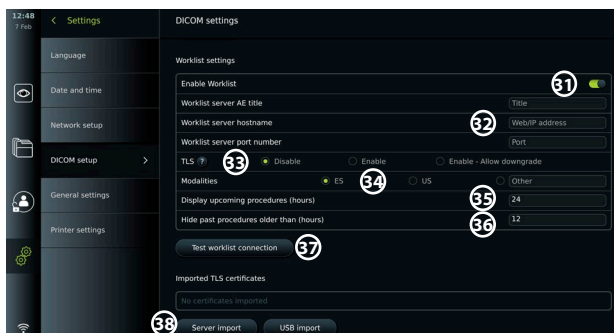 12:48
7 Feb
Settings
DICOM settings
Language
Date and time
Network setup
DICOM setup
General settings
Printer settings
Worklist settings
Enable Worklist 31
Worklist server AE title Title
Worklist server hostname 32 Web/IP address
Worklist server port number Port
TLS ? 33 Disable Enable Enable - Allow downgrade
Modalities ES 34 US Other
Display upcoming procedures (hours) 35 24
Hide past procedures older than (hours) 36 12
Test worklist connection 37
Imported TLS certificates
No certificates imported
38 Server import USB import